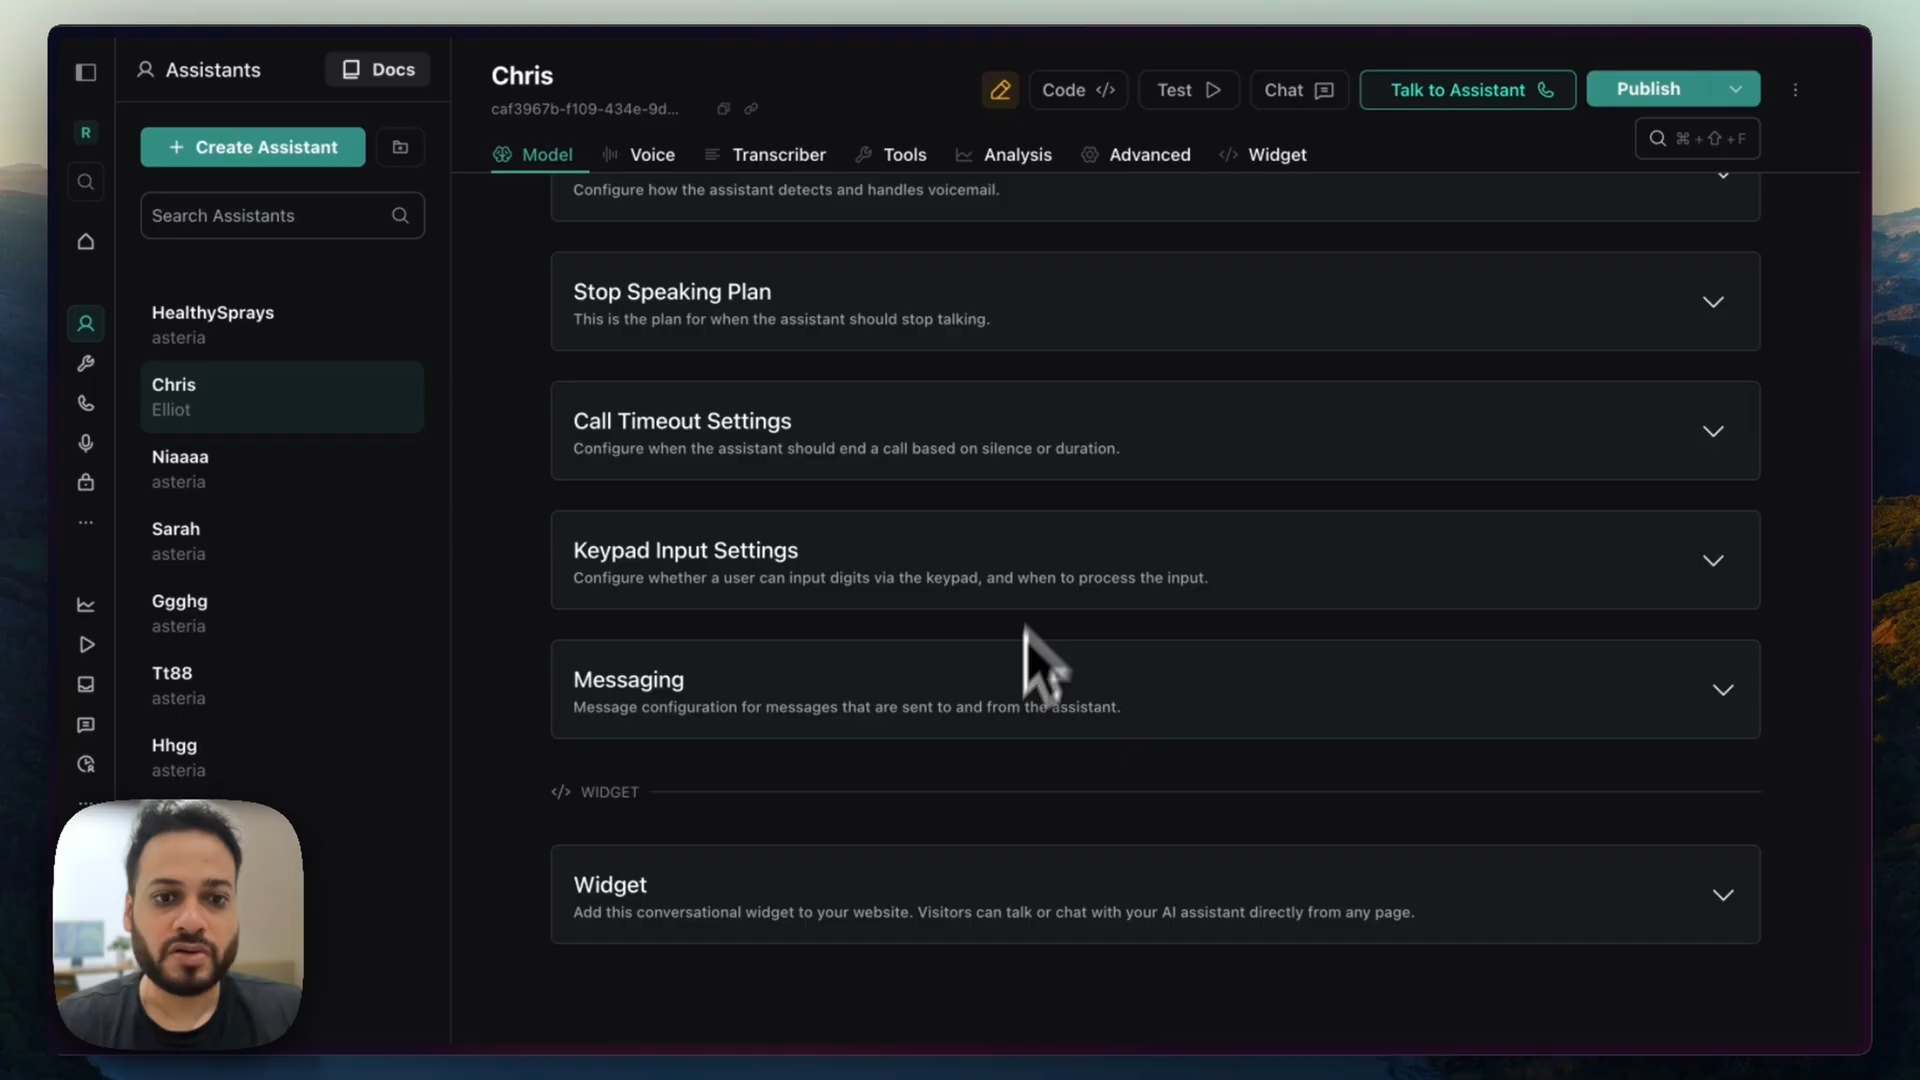 Assistants
Docs
R
Create Assistant
Search Assistants
HealthySprays
asteria
Chris
Elliot
Niaaaa
asteria
Sarah
asteria
Ggghg
asteria
Tt88
asteria
Hhgg
asteria
Chris
caf3967b-f109-434e-9d...
Code </>
Test
Chat
Talk to Assistant
Publish
⌘+⇧+F
Model
Voice
Transcriber
Tools
Analysis
Advanced
</> Widget
Configure how the assistant detects and handles voicemail.
Stop Speaking Plan
This is the plan for when the assistant should stop talking.
Call Timeout Settings
Configure when the assistant should end a call based on silence or duration.
Keypad Input Settings
Configure whether a user can input digits via the keypad, and when to process the input.
Messaging
Message configuration for messages that are sent to and from the assistant.
</> WIDGET
Widget
Add this conversational widget to your website. Visitors can talk or chat with your AI assistant directly from any page.